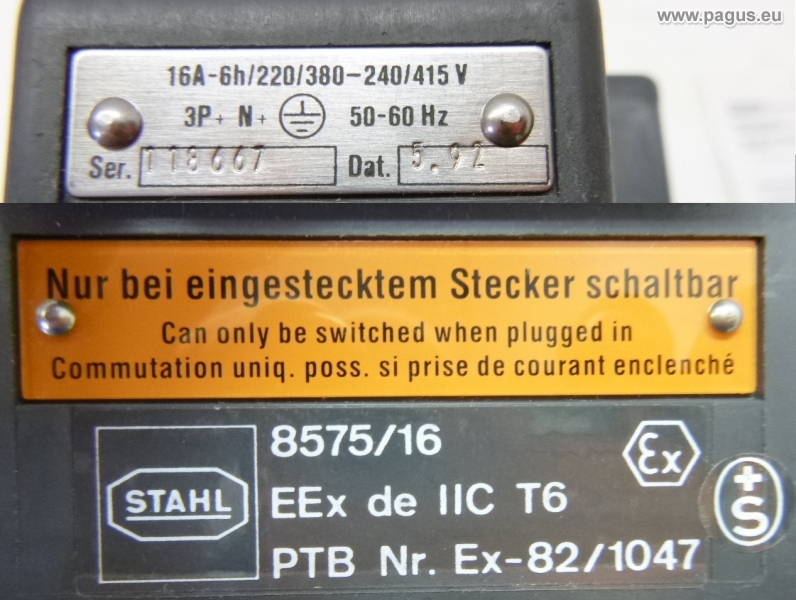 www.pagus.eu
16A-6h/220/380-240/415 V
3P+ N+ 50-60 Hz
Ser. 118667 Dat. 5.92
Nur bei eingestecktem Stecker schaltbar
Can only be switched when plugged in
Commutation uniq. poss. si prise de courant enclenché
STAHL
8575/16
EEx de IIC T6
PTB Nr. Ex-82/1047
Ex
+S